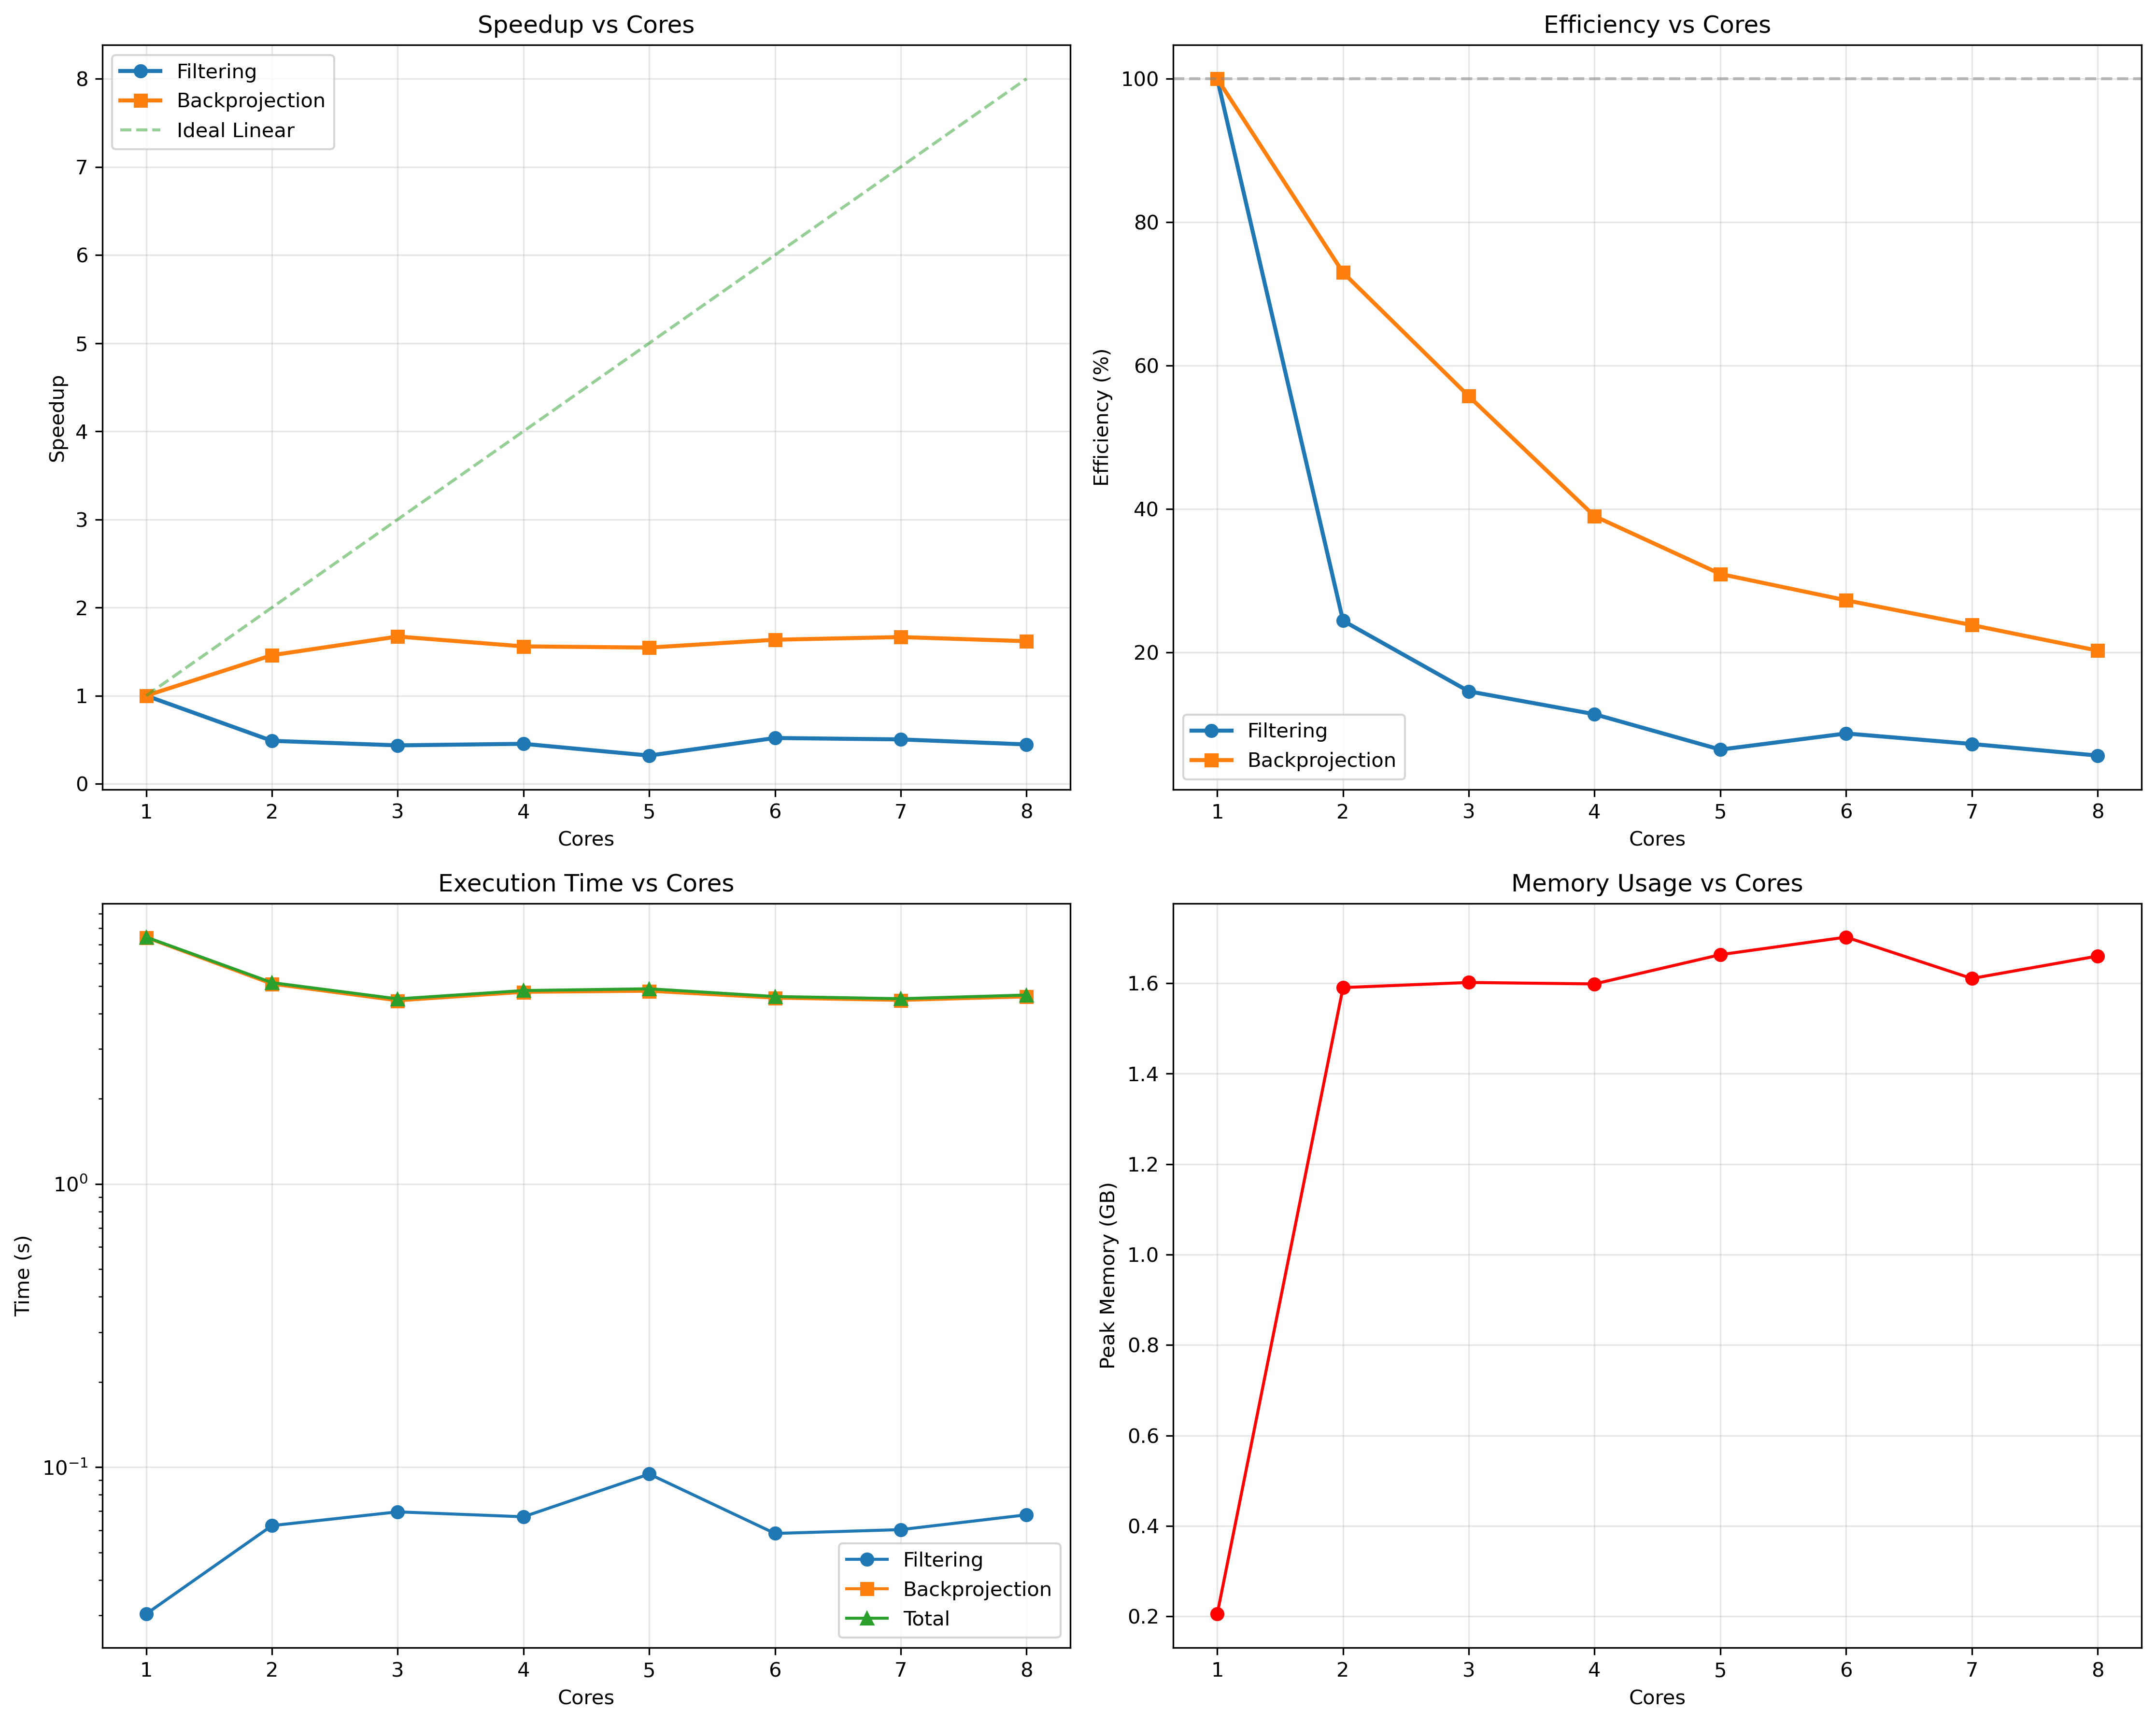 Speedup vs Cores
Filtering
Backprojection
Ideal Linear
8
7
6
5
4
3
2
1
0
Speedup
1 2 3 4 5 6 7 8
Cores
Efficiency vs Cores
100
80
60
40
20
Efficiency (%)
Filtering
Backprojection
1 2 3 4 5 6 7 8
Cores
Execution Time vs Cores
10⁰
10⁻¹
Time (s)
Filtering
Backprojection
Total
1 2 3 4 5 6 7 8
Cores
Memory Usage vs Cores
1.6
1.4
1.2
1.0
0.8
0.6
0.4
0.2
Peak Memory (GB)
1 2 3 4 5 6 7 8
Cores